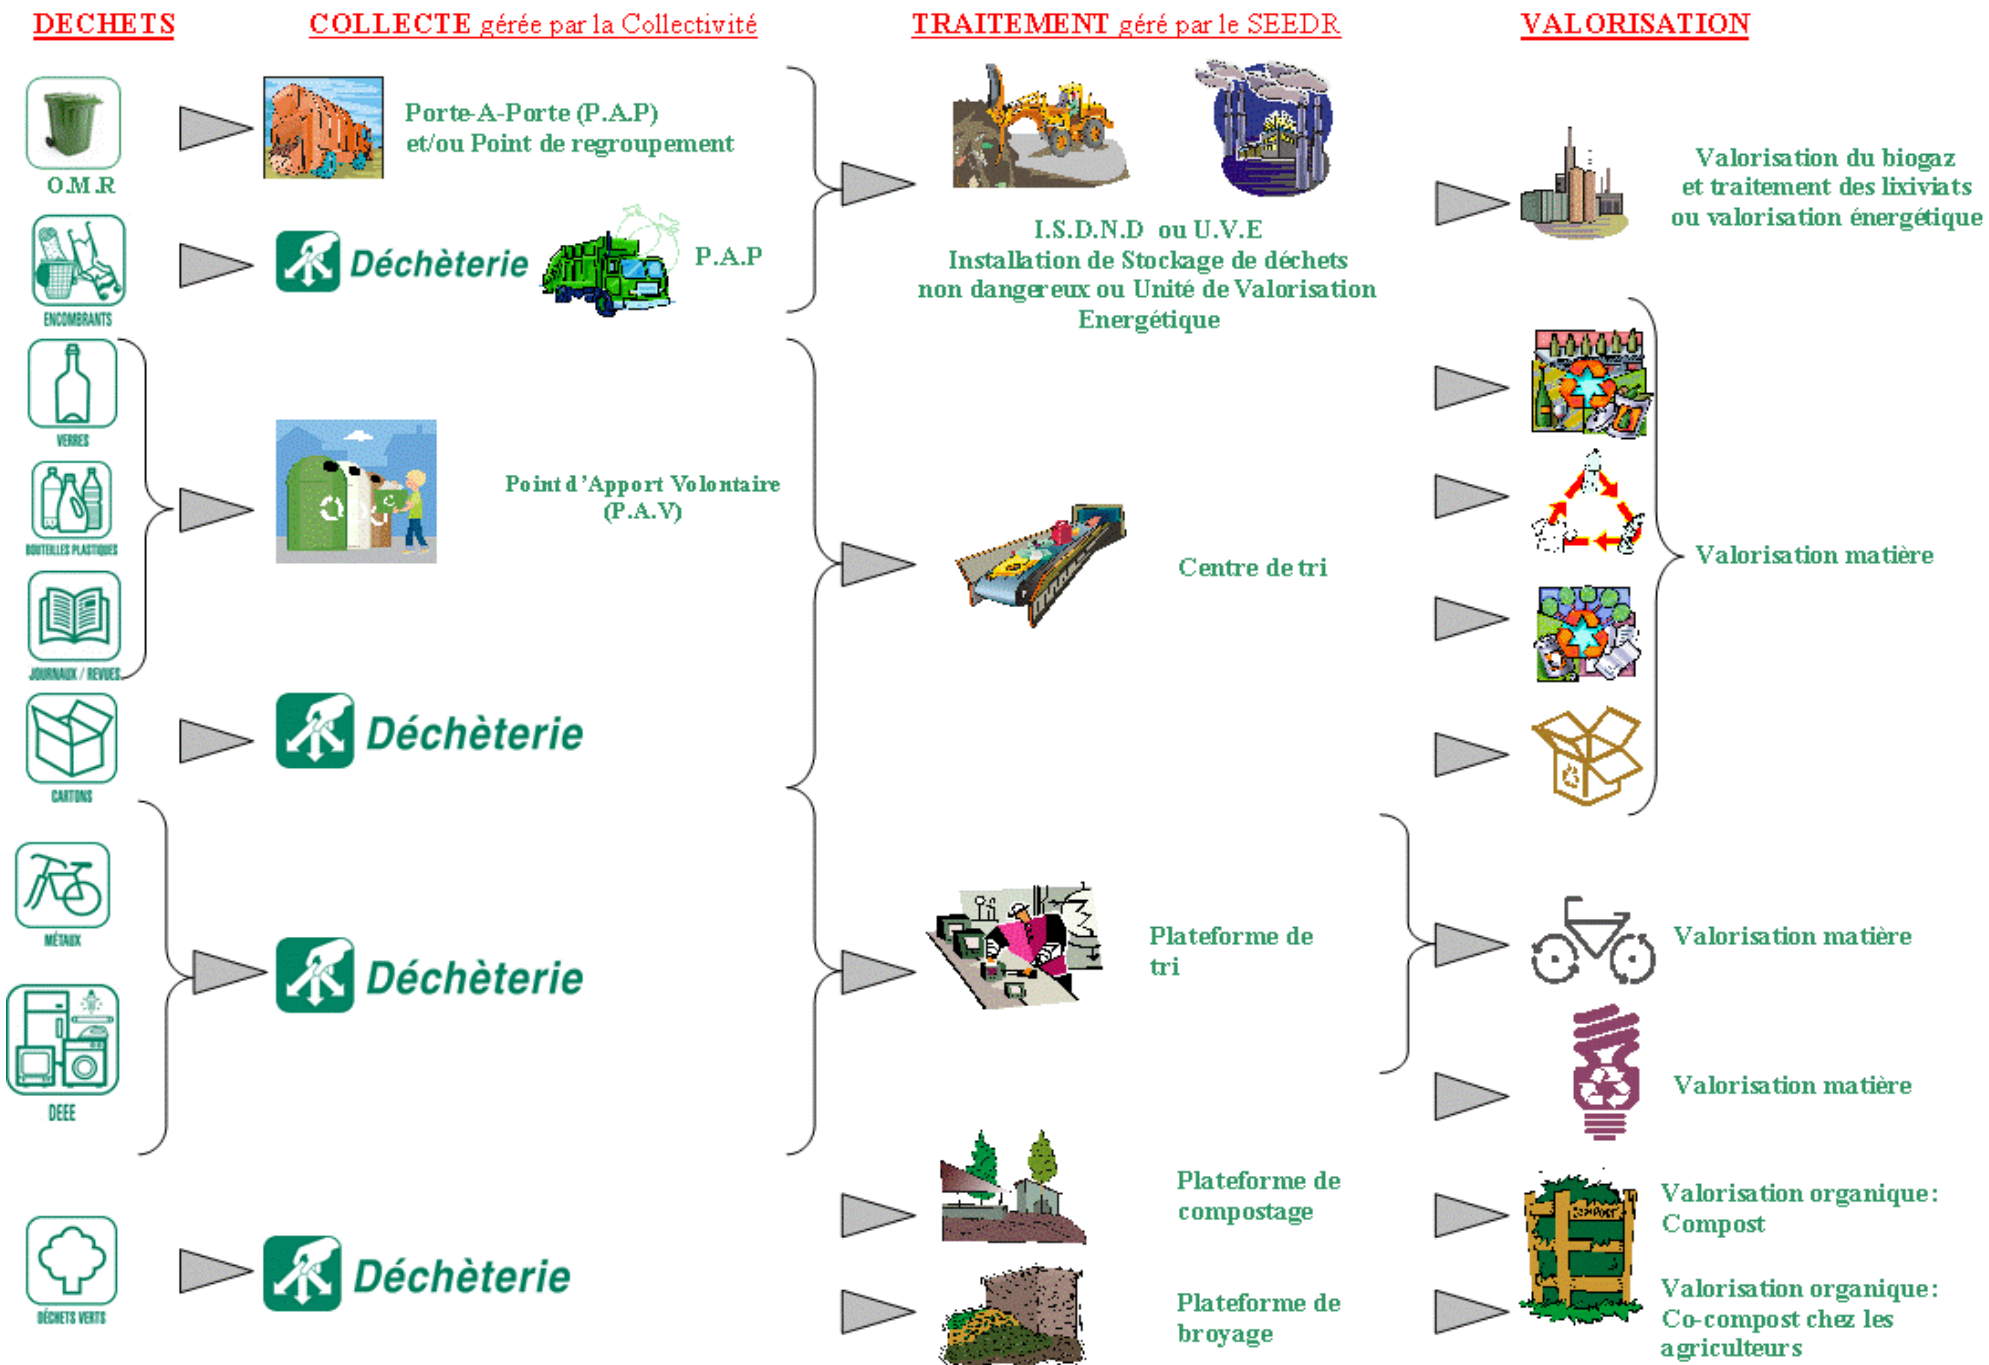 DECHETS
COLLECTE gérée par la Collectivité
TRAITEMENT géré par le SEEDR
VALORISATION
O.M.R
Porte-A-Porte (P.A.P)
et/ou Point de regroupement
ENCOMBRANTS
Déchèterie
P.A.P
I.S.D.N.D ou U.V.E
Installation de Stockage de déchets
non dangereux ou Unité de Valorisation
Energétique
Valorisation du biogaz
et traitement des lixiviats
ou valorisation énergétique
VERRES
BOUTEILLES PLASTIQUES
JOURNAUX / REVUES
Point d'Apport Volontaire
(P.A.V)
CARTONS
Déchèterie
Centre de tri
Valorisation matière
MÉTAUX
DEEE
Déchèterie
Plateforme de
tri
Valorisation matière
Valorisation matière
DÉCHETS VERTS
Déchèterie
Plateforme de
compostage
COMPOST
Valorisation organique:
Compost
Plateforme de
broyage
Valorisation organique:
Co-compost chez les
agriculteurs